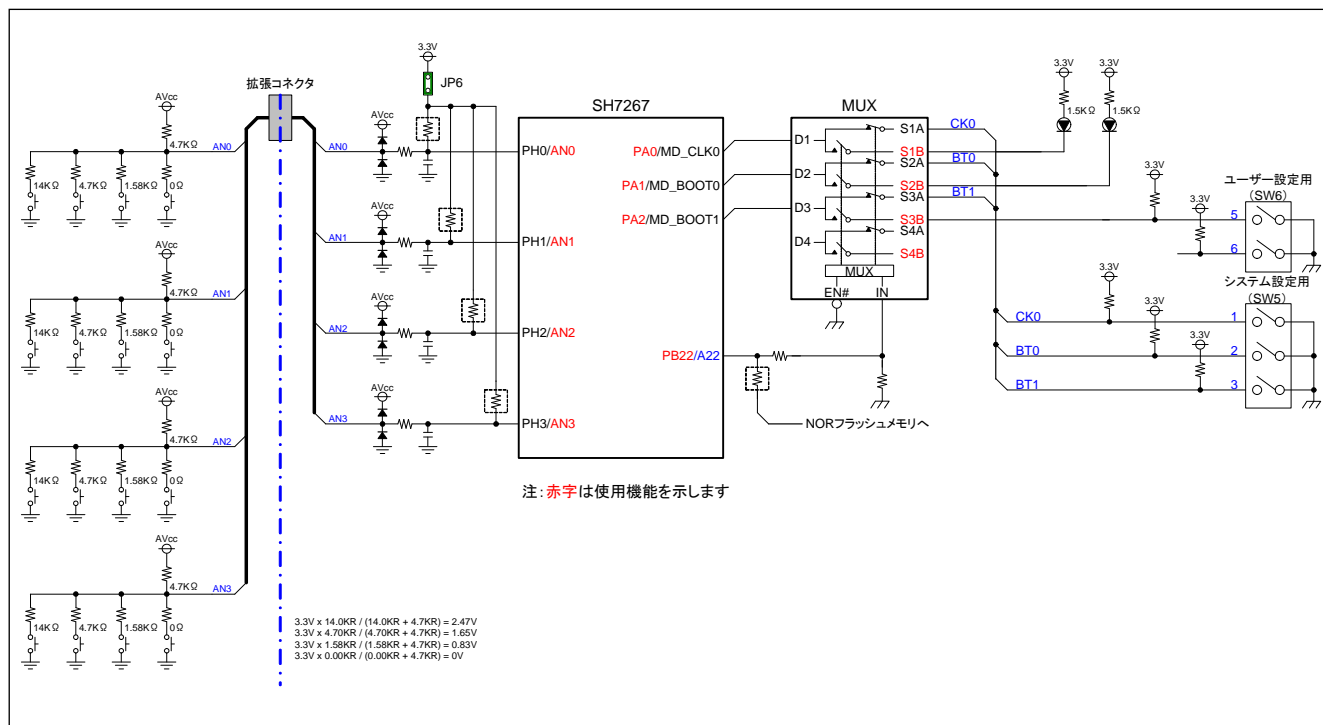 拡張コネクタ
3.3V
JP6
AVcc
4.7KΩ
AN0
14KΩ
4.7KΩ
1.58KΩ
0Ω
AVcc
4.7KΩ
AN1
14KΩ
4.7KΩ
1.58KΩ
0Ω
AVcc
4.7KΩ
AN2
14KΩ
4.7KΩ
1.58KΩ
0Ω
AVcc
4.7KΩ
AN3
14KΩ
4.7KΩ
1.58KΩ
0Ω
AN0
AVcc
AN1
AVcc
AN2
AVcc
AN3
AVcc
3.3V x 14.0KR / (14.0KR + 4.7KR) = 2.47V
3.3V x 4.70KR / (4.70KR + 4.7KR) = 1.65V
3.3V x 1.58KR / (1.58KR + 4.7KR) = 0.83V
3.3V x 0.00KR / (0.00KR + 4.7KR) = 0V
SH7267
PH0/AN0
PH1/AN1
PH2/AN2
PH3/AN3
PA0/MD_CLK0
PA1/MD_BOOT0
PA2/MD_BOOT1
PB22/A22
NORフラッシュメモリへ
注:赤字は使用機能を示します
MUX
D1
D2
D3
D4
S1A
S1B
S2A
S2B
S3A
S3B
S4A
S4B
MUX
EN#
IN
CK0
BT0
BT1
3.3V
1.5KΩ
3.3V
1.5KΩ
3.3V
3.3V
ユーザー設定用
(SW6)
5
6
システム設定用
(SW5)
3.3V
3.3V
3.3V
CK0
1
BT0
2
BT1
3